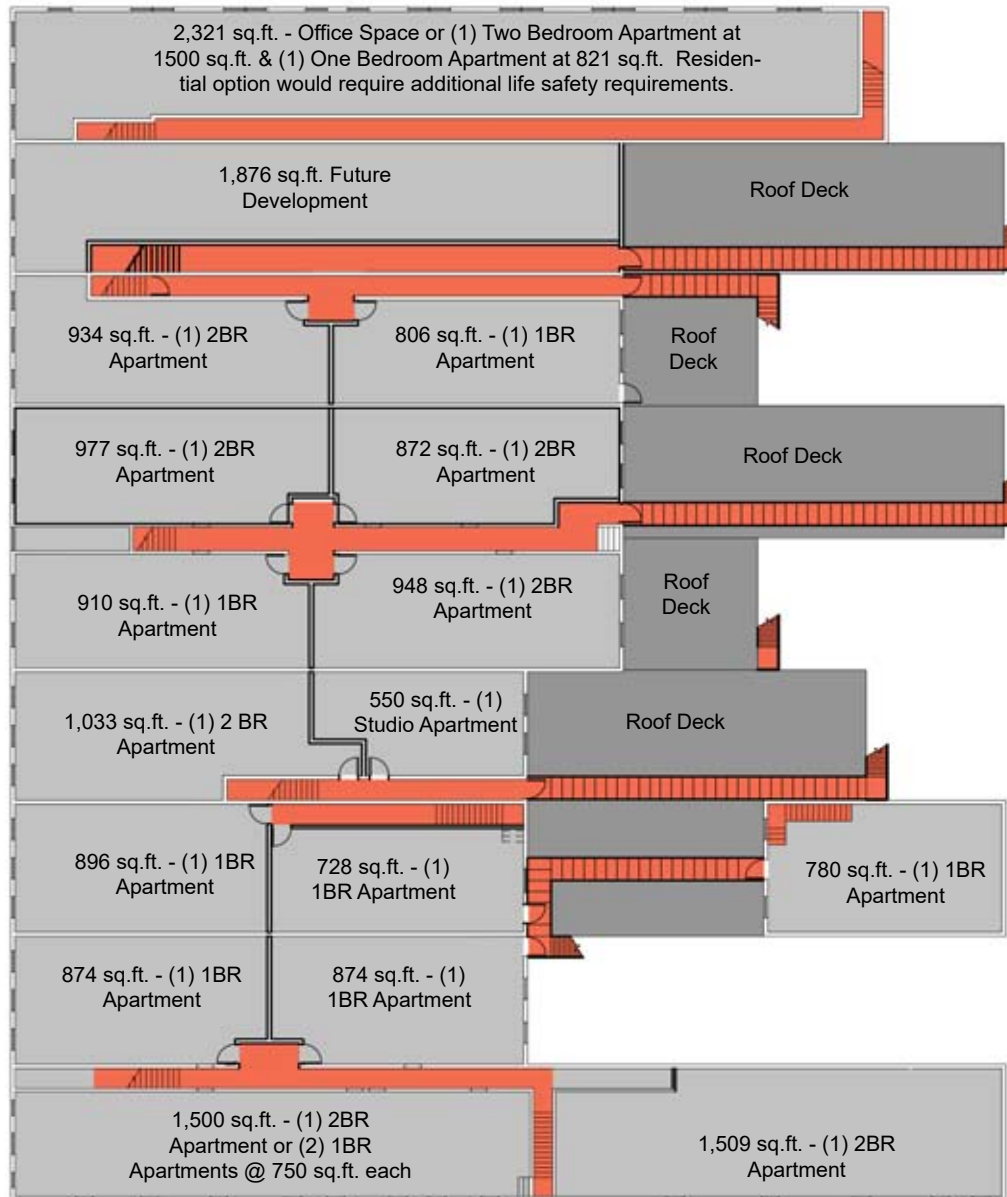 2,321 sq.ft. - Office Space or (1) Two Bedroom Apartment at
1500 sq.ft. & (1) One Bedroom Apartment at 821 sq.ft. Residen-
tial option would require additional life safety requirements.
1,876 sq.ft. Future
Development
Roof Deck
934 sq.ft. - (1) 2BR
Apartment
806 sq.ft. - (1) 1BR
Apartment
Roof
Deck
977 sq.ft. - (1) 2BR
Apartment
872 sq.ft. - (1) 2BR
Apartment
Roof Deck
910 sq.ft. - (1) 1BR
Apartment
948 sq.ft. - (1) 2BR
Apartment
Roof
Deck
1,033 sq.ft. - (1) 2 BR
Apartment
550 sq.ft. - (1)
Studio Apartment
Roof Deck
896 sq.ft. - (1) 1BR
Apartment
728 sq.ft. - (1)
1BR Apartment
780 sq.ft. - (1) 1BR
Apartment
874 sq.ft. - (1) 1BR
Apartment
874 sq.ft. - (1)
1BR Apartment
1,500 sq.ft. - (1) 2BR
Apartment or (2) 1BR
Apartments @ 750 sq.ft. each
1,509 sq.ft. - (1) 2BR
Apartment